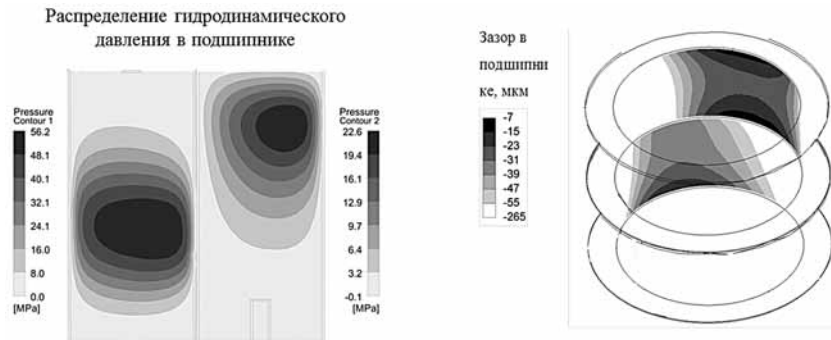 Распределение гидродинамического
давления в подшипнике
Pressure
Contour 1
56.2
48.1
40.1
32.1
24.1
16.0
8.0
0.0
[MPa]
Pressure
Contour 2
22.6
19.4
16.1
12.9
9.7
6.4
3.2
-0.1
[MPa]
Зазор в
подшипни
ке, мкм
-7
-15
-23
-31
-39
-47
-55
-265